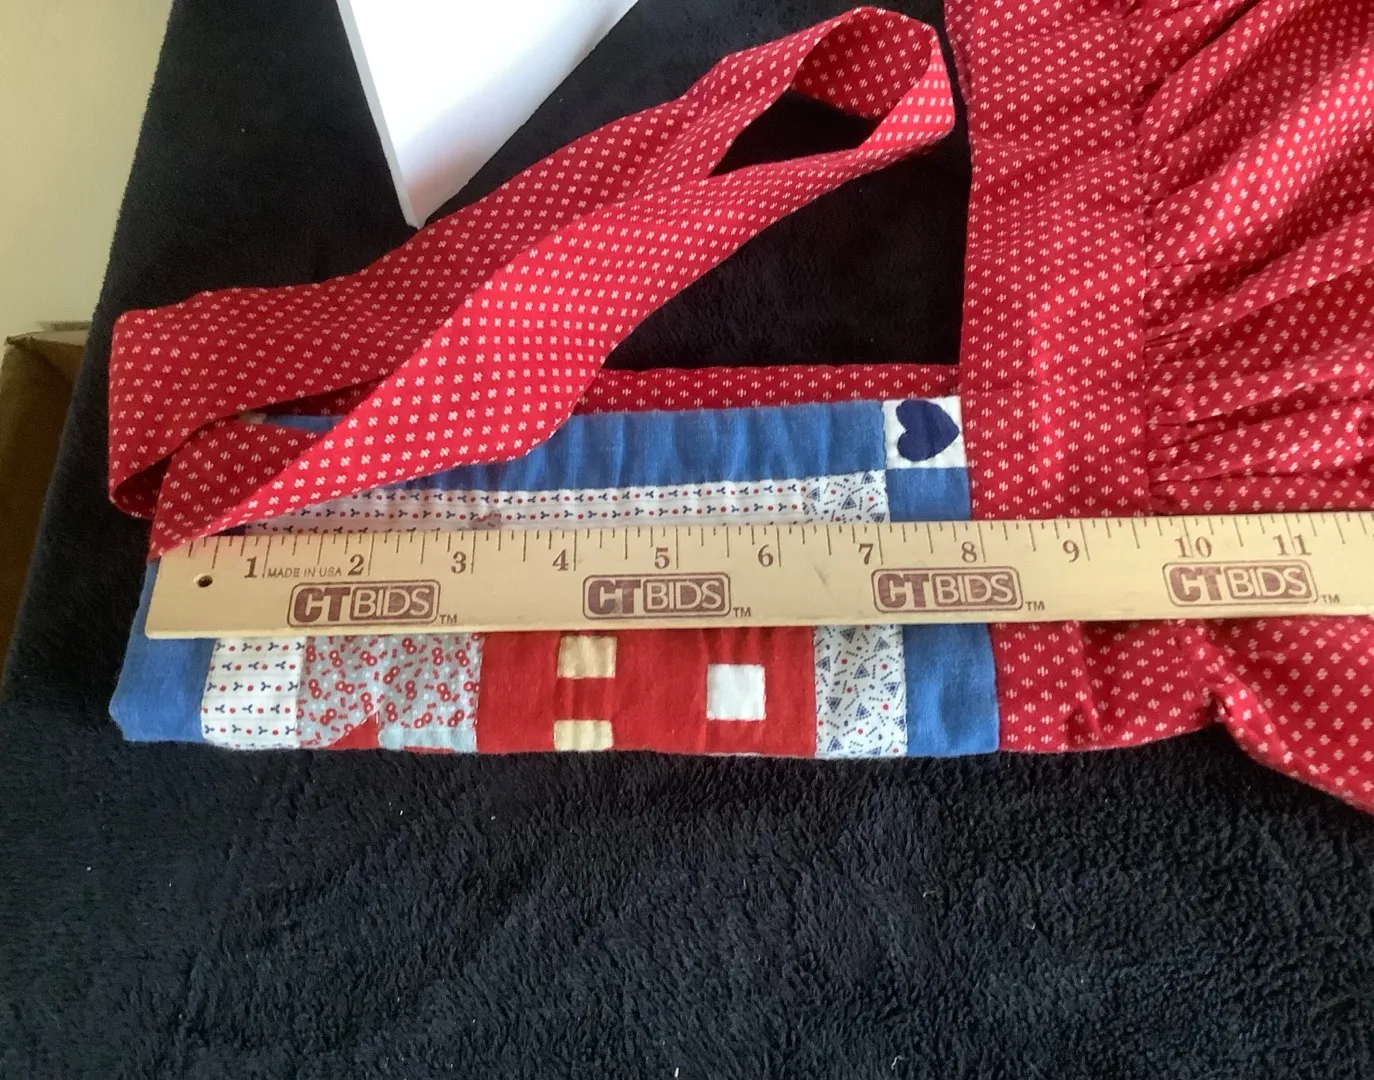 1 2 3 4 5 6 7 8 9 10 11
MADE IN USA
CTBIDS™ CTBIDS™ CTBIDS™ CTBIDS™